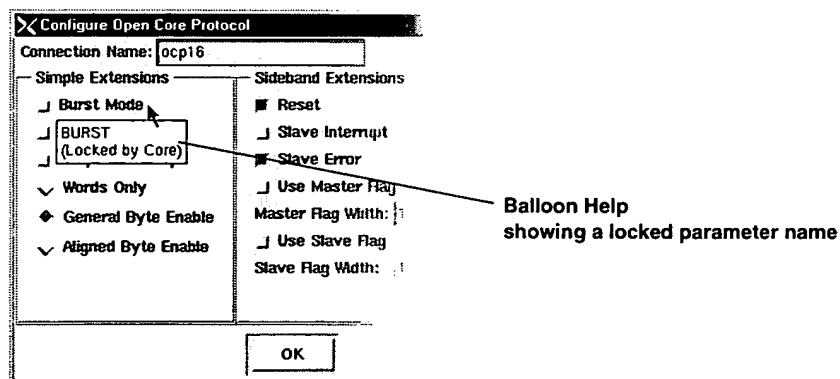 Configure Open Core Protocol
Connection Name: ocp16
Simple Extensions
Burst Mode
BURST
(Locked by Core)
Words Only
General Byte Enable
Aligned Byte Enable
Sideband Extensions
Reset
Slave Interrupt
Slave Error
Use Master Flag
Master Flag Width:
Use Slave Flag
Slave Flag Width:
OK
Balloon Help
showing a locked parameter name